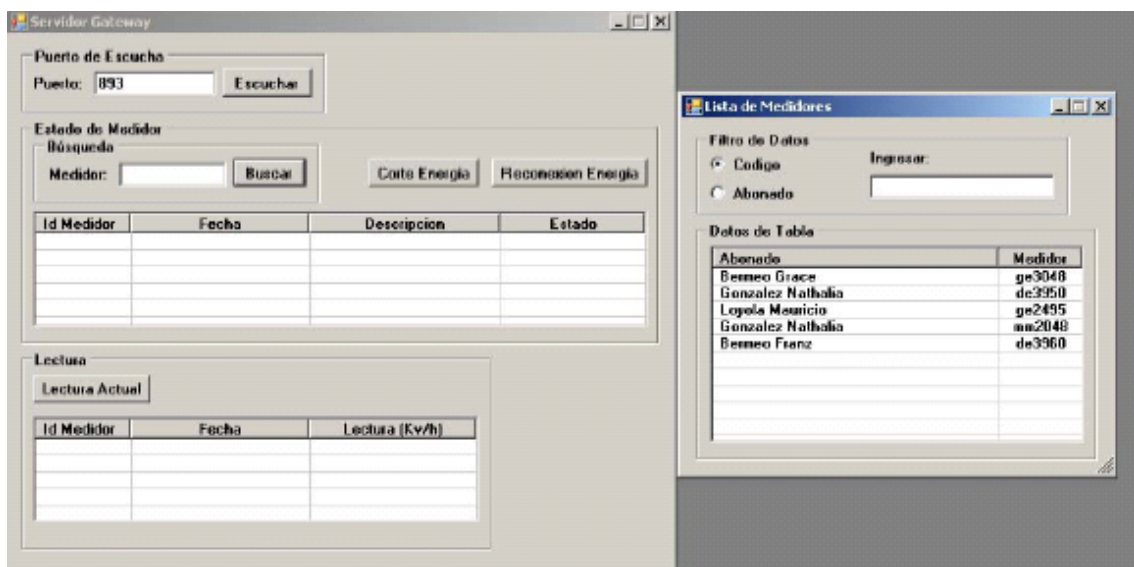 Servidor Gateway
Puerto de Escucha
Puerto: 893 Escuchar
Estado de Medidor
Búsqueda
Medidor: Buscar Corte Energia Reconexion Energia
Id Medidor Fecha Descripcion Estado
Lectura
Lectura Actual
Id Medidor Fecha Lectura (Kv/h)
Lista de Medidores
Filtro de Datos
Codigo Ingresar:
Abonado
Datos de Tabla
Abonado Medidor
Bermeo Grace ge3048
Gonzalez Nathalia de3950
Loyola Mauricio ge2495
Gonzalez Nathalia mm2048
Bermeo Franz de3960